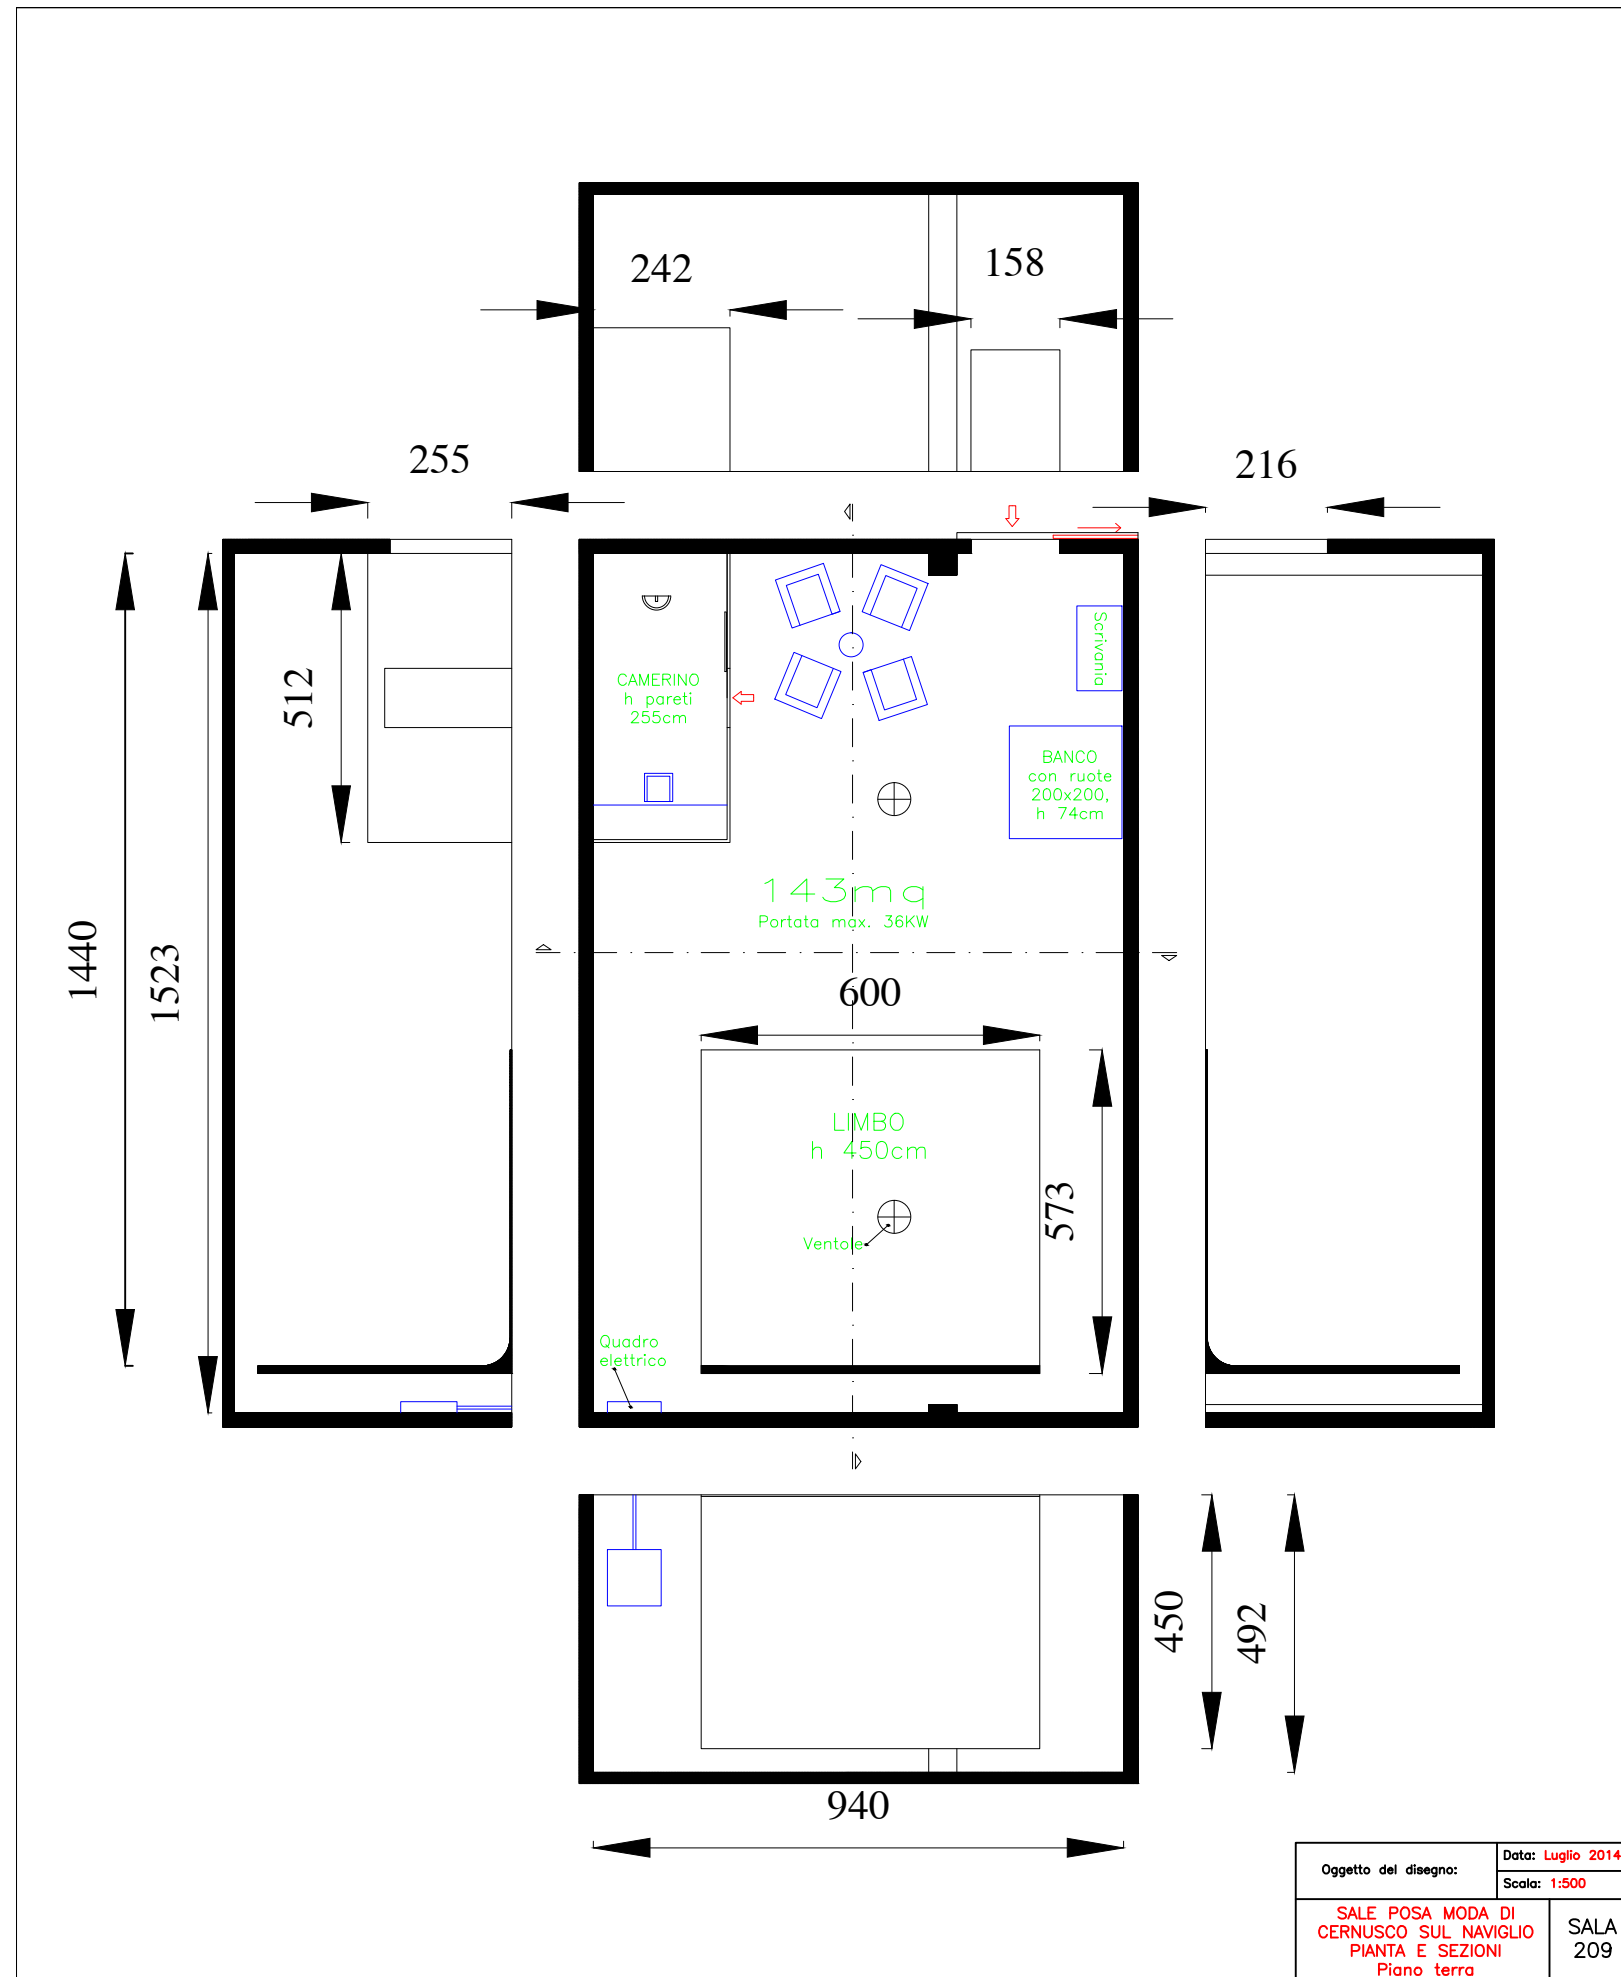 242
158
255
216
512
1440
1523
Scrivania
CAMERINO
h pareti
255cm
BANCO
con ruote
200x200,
h 74cm
143mq
Portata max. 36KW
600
LIMBO
h 450cm
573
Ventole
Quadro
elettrico
450
492
940
Oggetto del disegno:
Data: Luglio 2014
Scala: 1:500
SALE POSA MODA DI
CERNUSCO SUL NAVIGLIO
PIANTA E SEZIONI
Piano terra
SALA
209